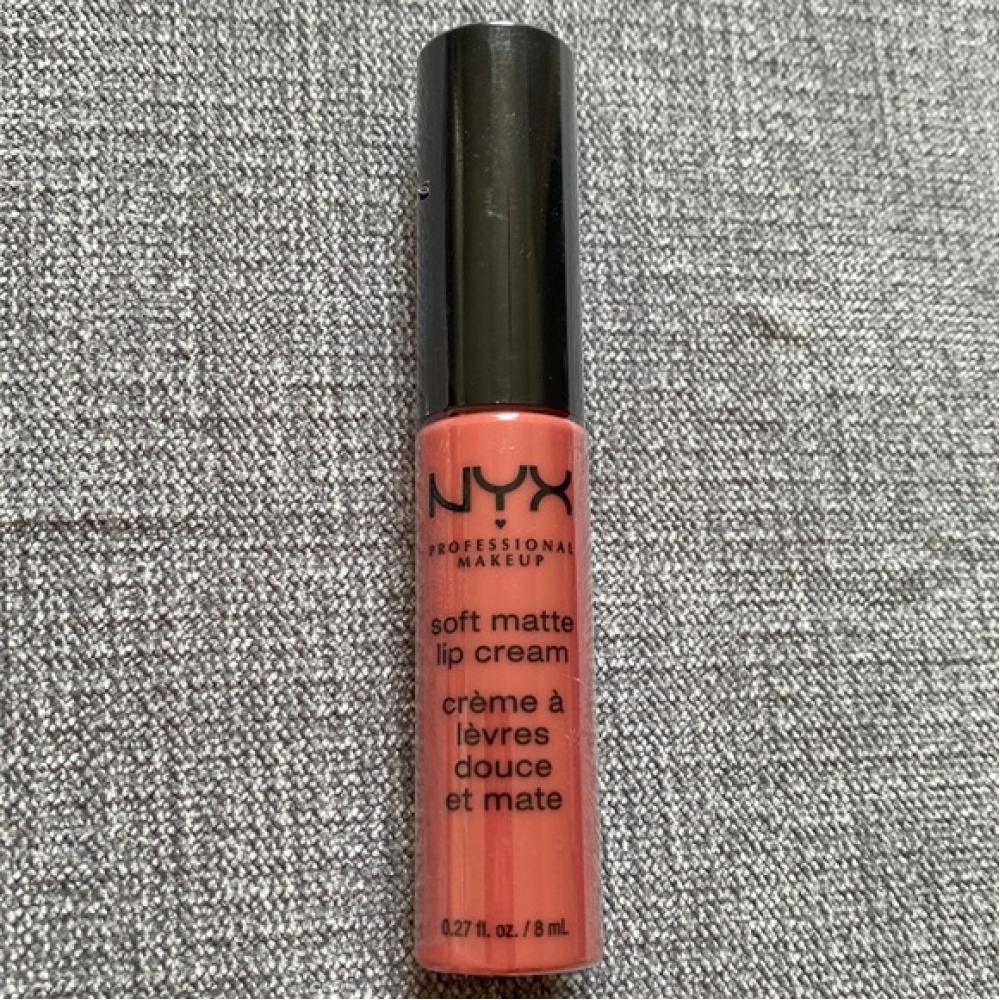 NYX
PROFESSIONAL
MAKEUP
soft matte
lip cream
crème à
lèvres
douce
et mate
0.27 fl. oz. / 8 mL